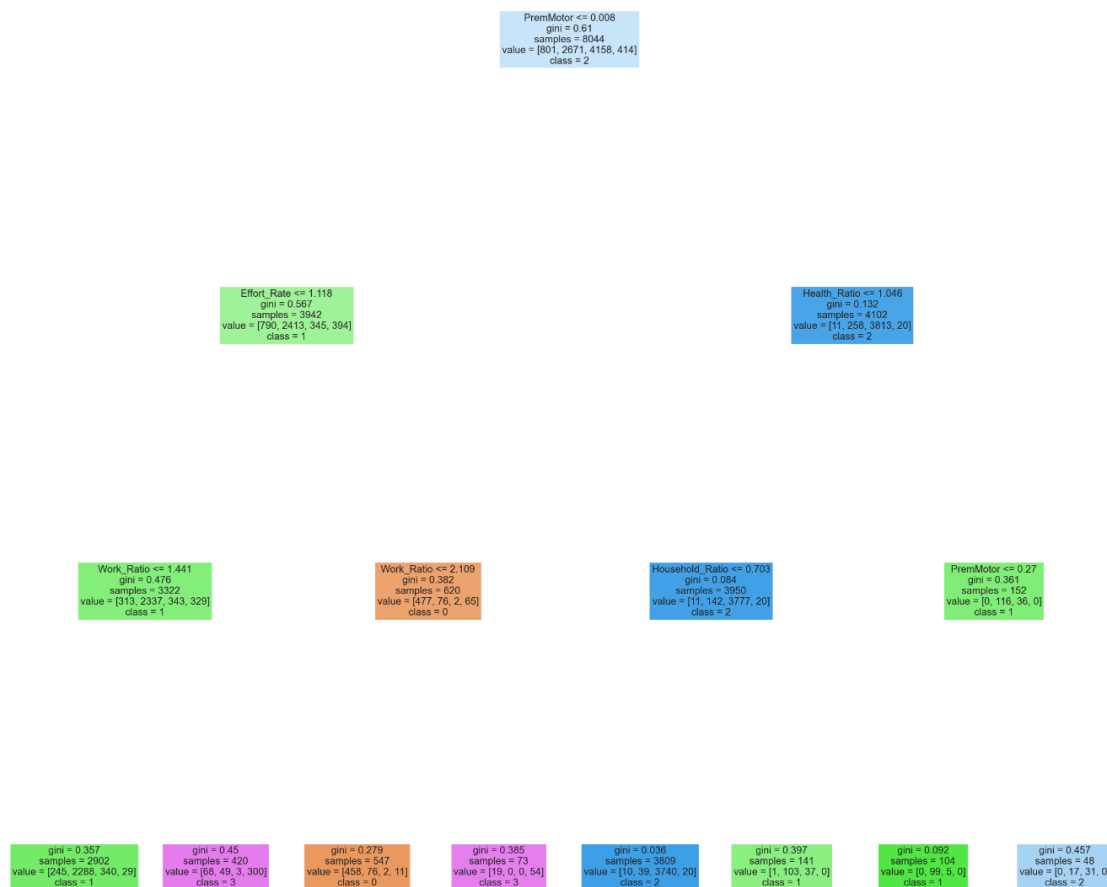 PremMotor <= 0.008
gini = 0.61
samples = 8044
value = [801, 2671, 4158, 414]
class = 2
Effort_Rate <= 1.118
gini = 0.567
samples = 3942
value = [790, 2413, 345, 394]
class = 1
Health_Ratio <= 1.046
gini = 0.132
samples = 4102
value = [11, 258, 3813, 20]
class = 2
Work_Ratio <= 1.441
gini = 0.476
samples = 3322
value = [313, 2337, 343, 329]
class = 1
Work_Ratio <= 2.109
gini = 0.382
samples = 620
value = [477, 76, 2, 65]
class = 0
Household_Ratio <= 0.703
gini = 0.084
samples = 3950
value = [11, 142, 3777, 20]
class = 2
PremMotor <= 0.27
gini = 0.361
samples = 152
value = [0, 116, 36, 0]
class = 1
gini = 0.357
samples = 2902
value = [245, 2288, 340, 29]
class = 1
gini = 0.45
samples = 420
value = [68, 49, 3, 300]
class = 3
gini = 0.279
samples = 547
value = [458, 76, 2, 11]
class = 0
gini = 0.385
samples = 73
value = [19, 0, 0, 54]
class = 3
gini = 0.036
samples = 3809
value = [10, 39, 3740, 20]
class = 2
gini = 0.397
samples = 141
value = [1, 103, 37, 0]
class = 1
gini = 0.092
samples = 104
value = [0, 99, 5, 0]
class = 1
gini = 0.457
samples = 48
value = [0, 17, 31, 0]
class = 2